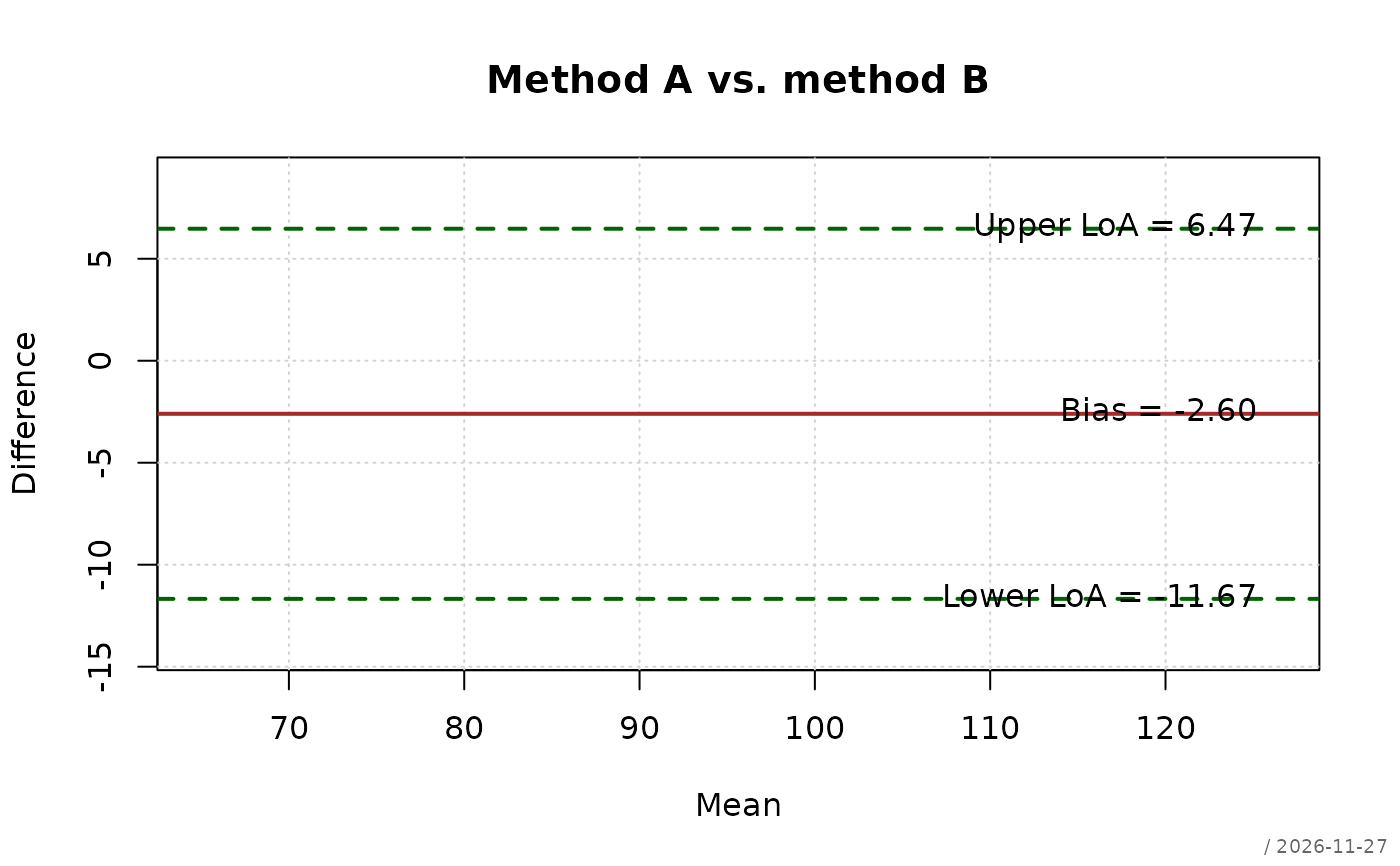 Method A vs. method B
Upper LoA = 6.47
5
0
Bias = -2.60
-5
-10
Lower LoA = -11.67
-15
Difference
70 80 90 100 110 120
Mean
/ 2026-11-27